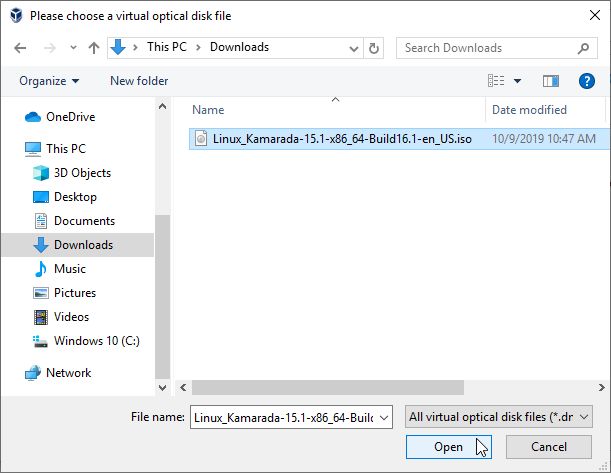 Please choose a virtual optical disk file
This PC
Downloads
Search Downloads
Organize
New folder
?
OneDrive
This PC
3D Objects
Desktop
Documents
Downloads
Music
Pictures
Videos
Windows 10 (C:)
Network
Name
Date modified
Linux_Kamarada-15.1-x86_64-Build16.1-en_US.iso
10/9/2019 10:47 AM
File name:
Linux_Kamarada-15.1-x86_64-Build
All virtual optical disk files (*.dm
Open
Cancel